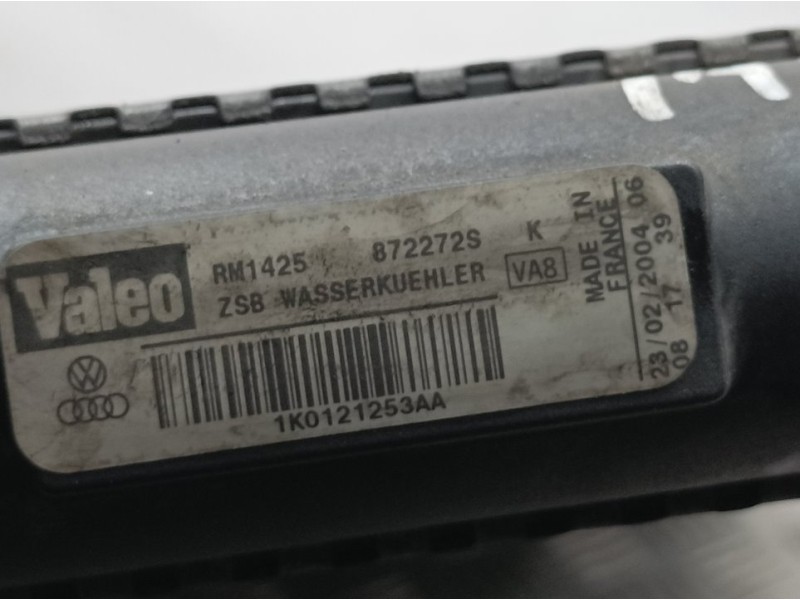 Valeo
RM1425 872272S K
ZSB WASSERKUEHLER VA8
1K0121253AA
MADE IN
FRANCE
23/02/2004 06
08 17 39